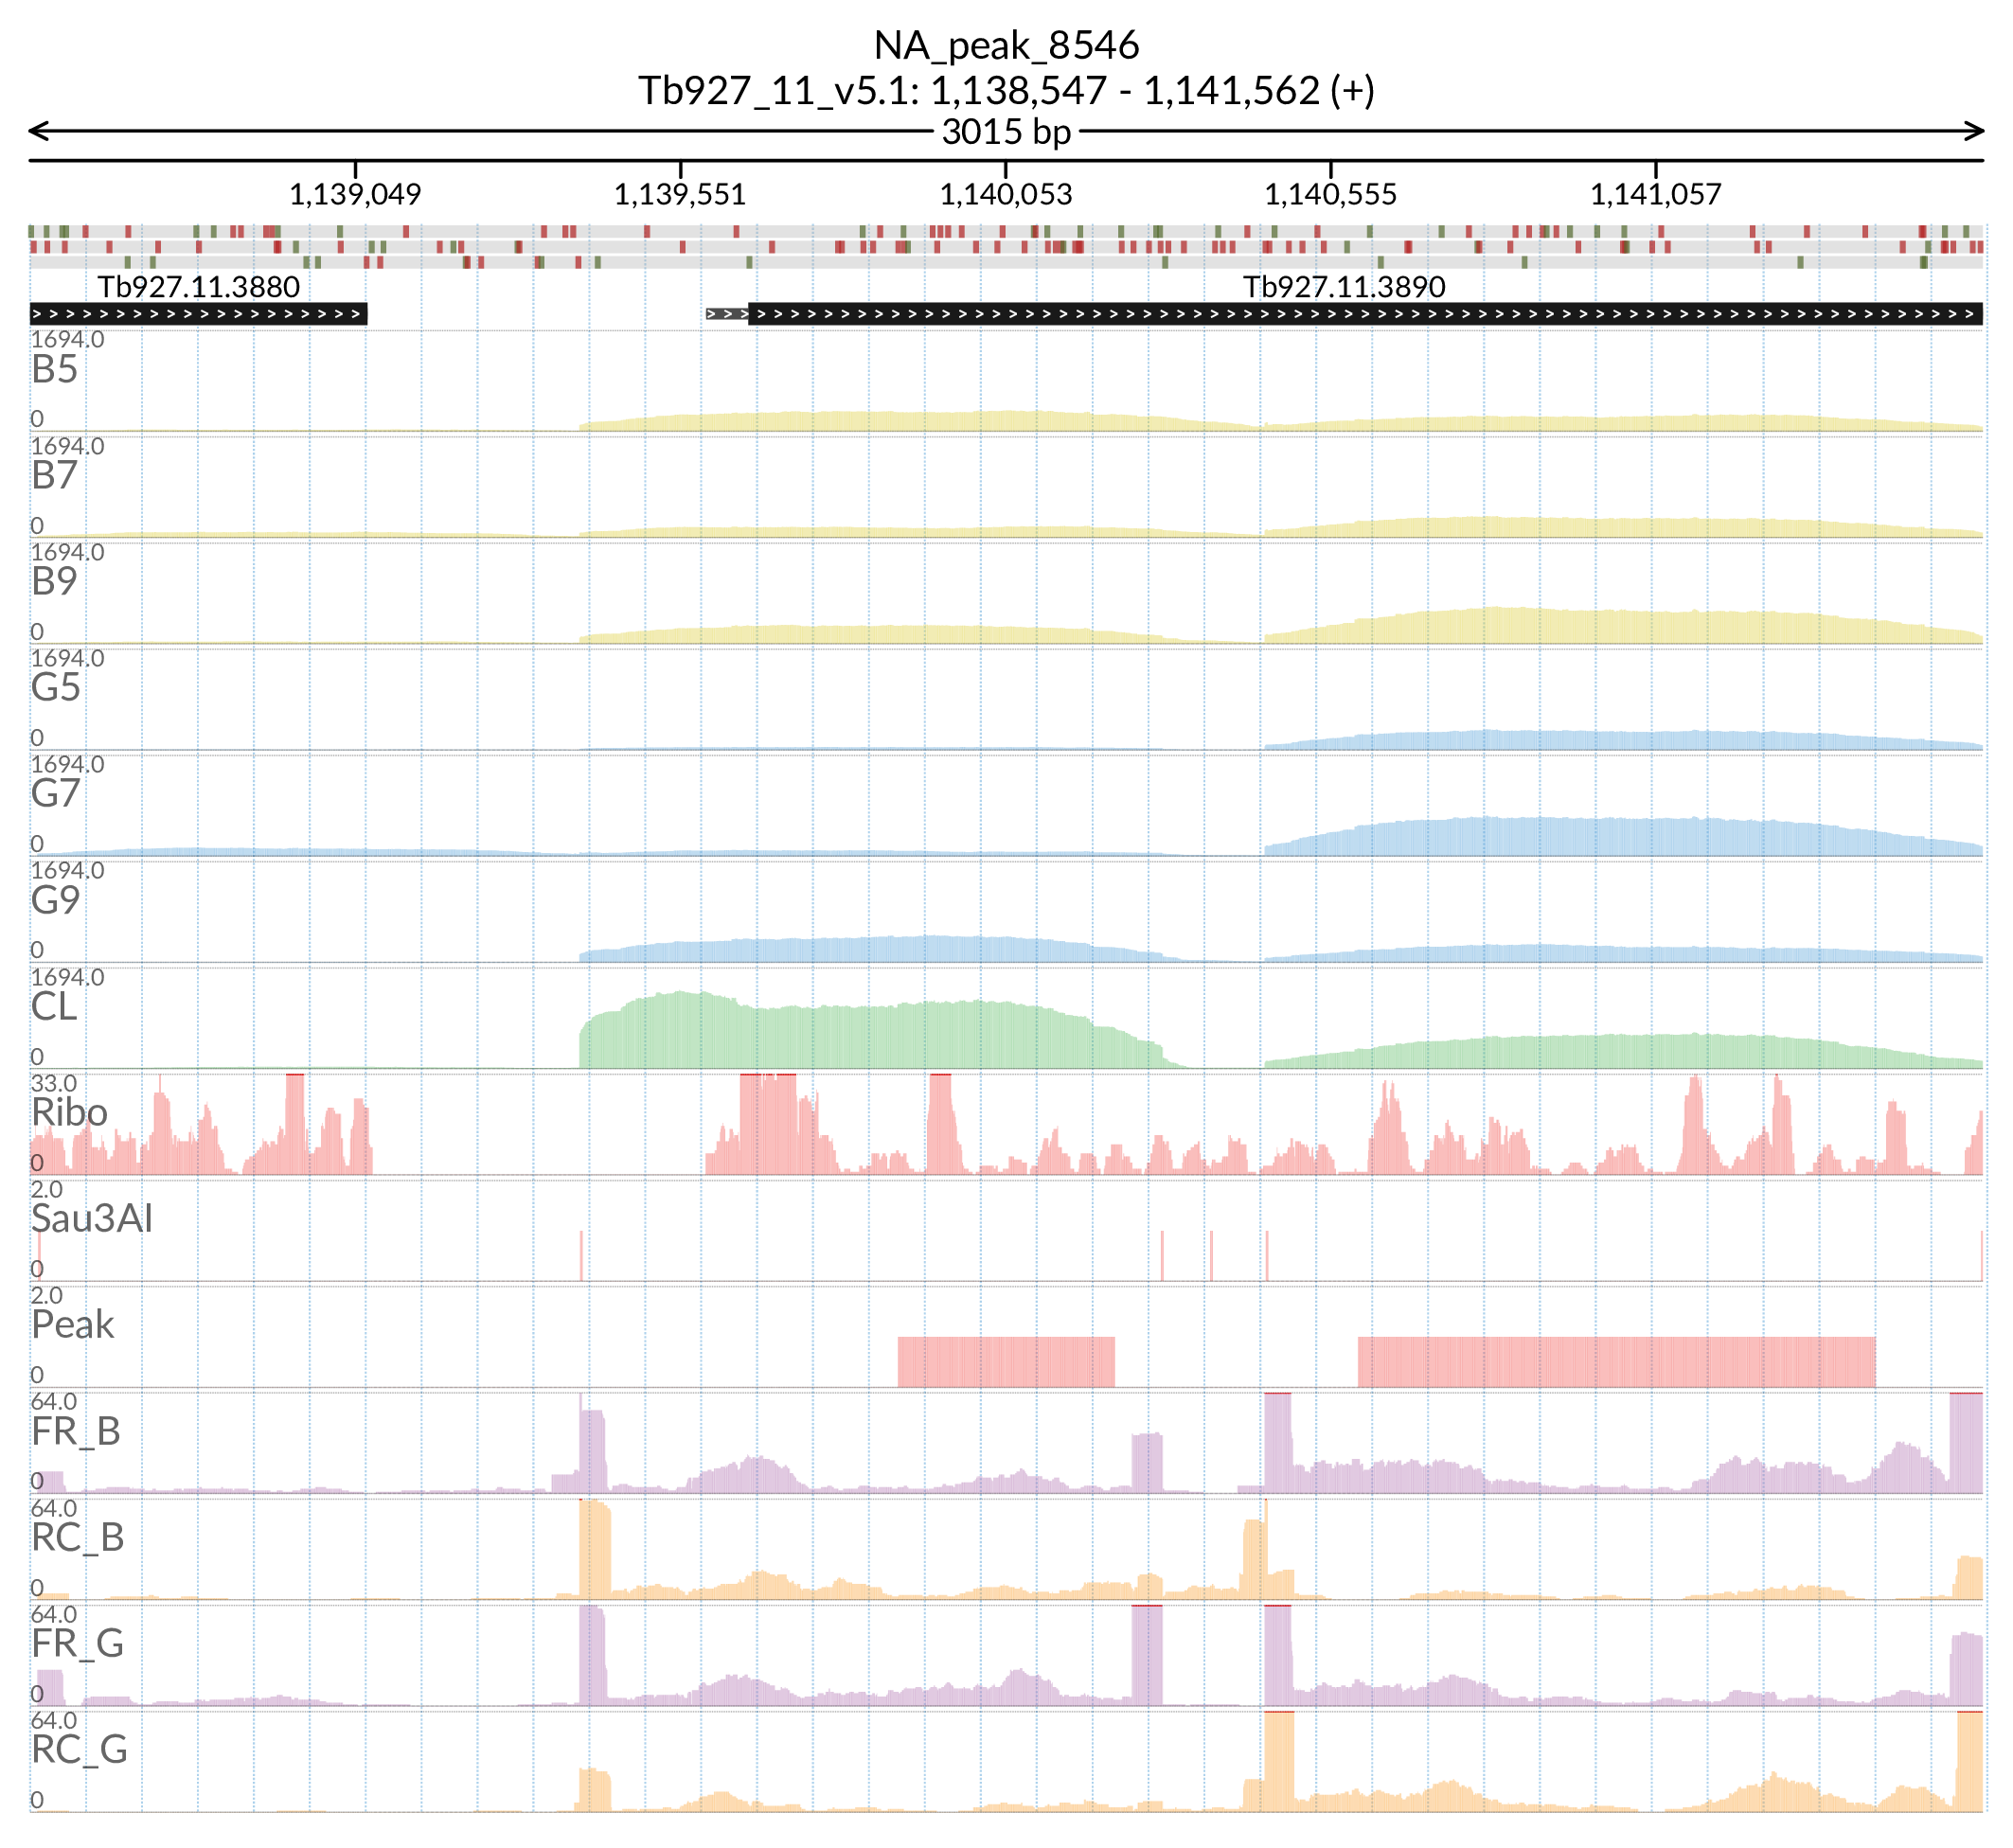 NA_peak_8546
Tb927_11_v5.1: 1,138,547 - 1,141,562 (+)
3015 bp
1,139,049 1,139,551 1,140,053 1,140,555 1,141,057
Tb927.11.3880 Tb927.11.3890
1694.0
B5
0
1694.0
B7
0
1694.0
B9
0
1694.0
G5
0
1694.0
G7
0
1694.0
G9
0
1694.0
CL
0
33.0
Ribo
0
2.0
Sau3AI
0
2.0
Peak
0
64.0
FR_B
0
64.0
RC_B
0
64.0
FR_G
0
64.0
RC_G
0